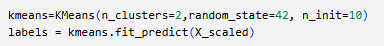 kmeans=KMeans(n_clusters=2,random_state=42, n_init=10)
labels = kmeans.fit_predict(X_scaled)